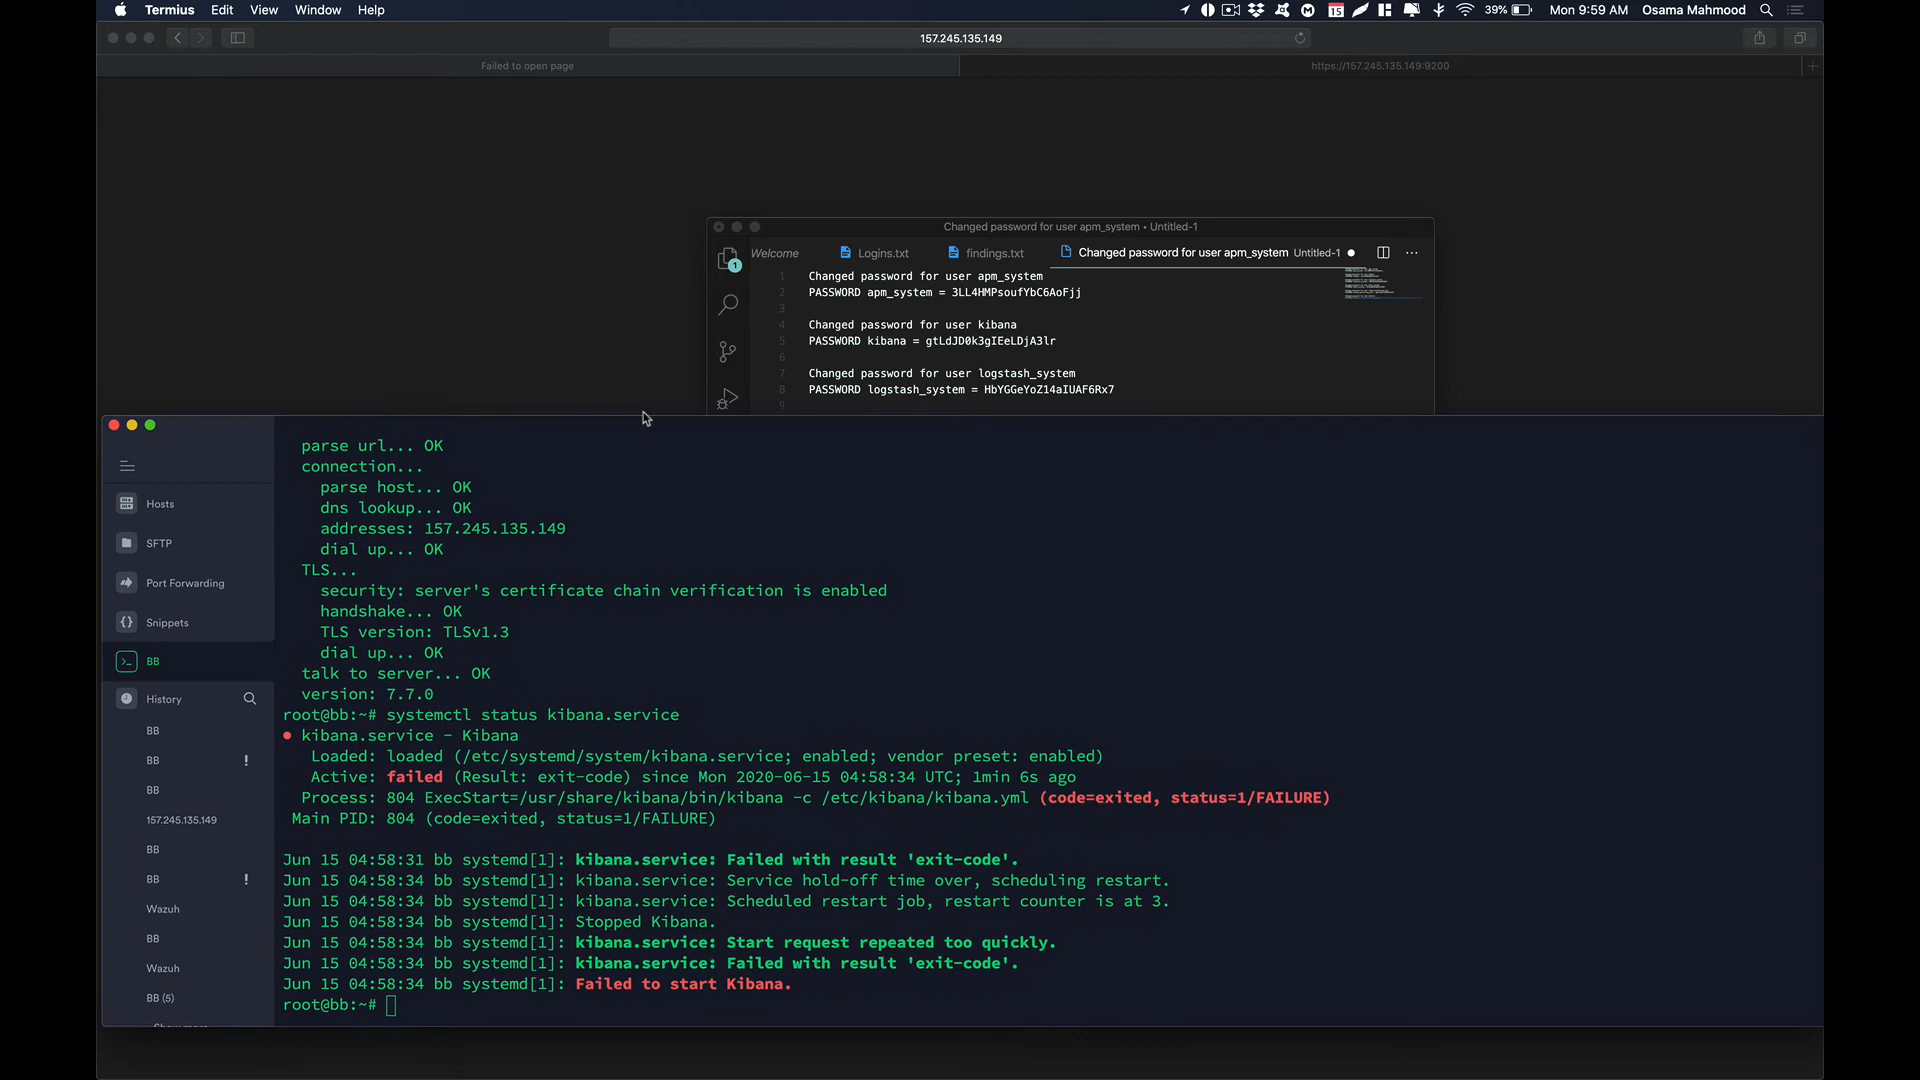 Termius Edit View Window Help
15 39% Mon 9:59 AM Osama Mahmood
157.245.135.149
Failed to open page
https://157.245.135.149:9200
Changed password for user apm_system • Untitled-1
Welcome Logins.txt findings.txt Changed password for user apm_system Untitled-1
1
1 Changed password for user apm_system
2 PASSWORD apm_system = 3LL4HMPsoufYbC6AoFjj
3
4 Changed password for user kibana
5 PASSWORD kibana = gtLdJD0k3gIEeLDjA3lr
6
7 Changed password for user logstash_system
8 PASSWORD logstash_system = HbYGGeYoZ14aIUAF6Rx7
9
Hosts
SFTP
Port Forwarding
Snippets
BB
History
BB
BB !
BB
157.245.135.149
BB
BB !
Wazuh
BB
Wazuh
BB (5)
parse url... OK
connection...
parse host... OK
dns lookup... OK
addresses: 157.245.135.149
dial up... OK
TLS...
security: server's certificate chain verification is enabled
handshake... OK
TLS version: TLSv1.3
dial up... OK
talk to server... OK
version: 7.7.0
root@bb:~# systemctl status kibana.service
● kibana.service - Kibana
Loaded: loaded (/etc/systemd/system/kibana.service; enabled; vendor preset: enabled)
Active: failed (Result: exit-code) since Mon 2020-06-15 04:58:34 UTC; 1min 6s ago
Process: 804 ExecStart=/usr/share/kibana/bin/kibana -c /etc/kibana/kibana.yml (code=exited, status=1/FAILURE)
Main PID: 804 (code=exited, status=1/FAILURE)
Jun 15 04:58:31 bb systemd[1]: kibana.service: Failed with result 'exit-code'.
Jun 15 04:58:34 bb systemd[1]: kibana.service: Service hold-off time over, scheduling restart.
Jun 15 04:58:34 bb systemd[1]: kibana.service: Scheduled restart job, restart counter is at 3.
Jun 15 04:58:34 bb systemd[1]: Stopped Kibana.
Jun 15 04:58:34 bb systemd[1]: kibana.service: Start request repeated too quickly.
Jun 15 04:58:34 bb systemd[1]: kibana.service: Failed with result 'exit-code'.
Jun 15 04:58:34 bb systemd[1]: Failed to start Kibana.
root@bb:~#